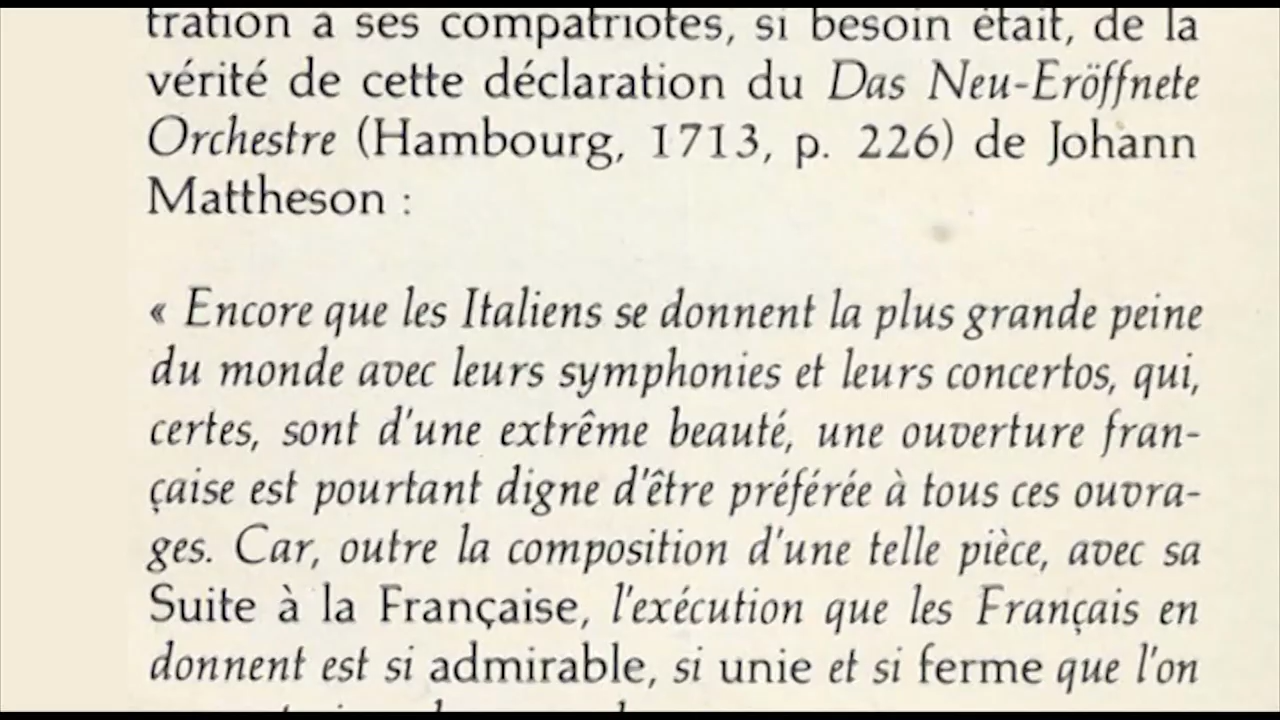 tration à ses compatriotes, si besoin était, de la
vérité de cette déclaration du Das Neu-Eröffnete
Orchestre (Hambourg, 1713, p. 226) de Johann
Mattheson :
« Encore que les Italiens se donnent la plus grande peine
du monde avec leurs symphonies et leurs concertos, qui,
certes, sont d'une extrême beauté, une ouverture fran-
çaise est pourtant digne d'être préférée à tous ces ouvra-
ges. Car, outre la composition d'une telle pièce, avec sa
Suite à la Française, l'exécution que les Français en
donnent est si admirable, si unie et si ferme que l'on